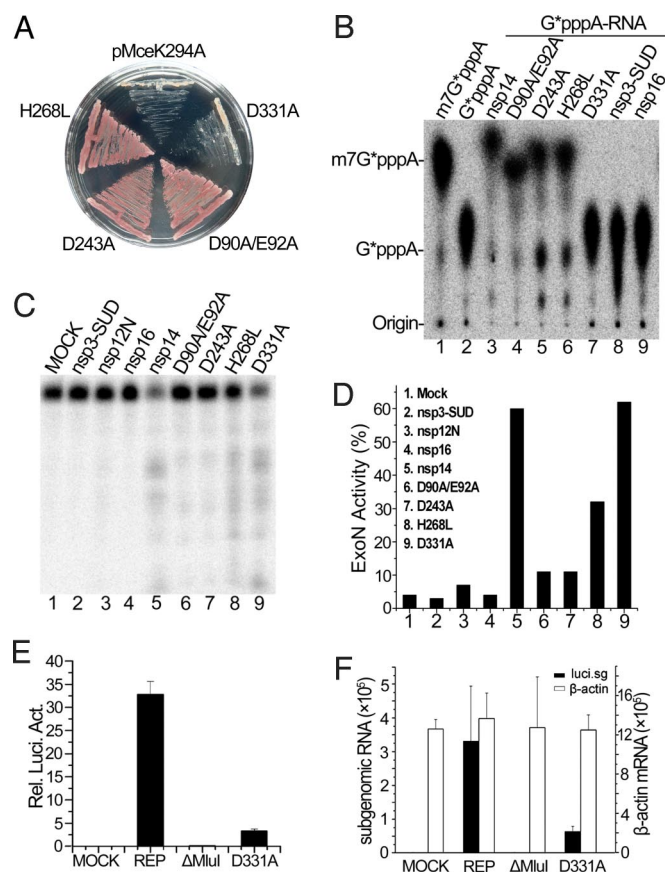 A
pMceK294A
H268L
D331A
D243A
D90A/E92A
B
G*pppA-RNA
m7G*pppA
G*pppA
nsp14
D90A/E92A
D243A
H268L
D331A
nsp3-SUD
nsp16
m7G*pppA
G*pppA
Origin
1 2 3 4 5 6 7 8 9
C
MOCK
nsp3-SUD
nsp12N
nsp16
nsp14
D90A/E92A
D243A
H268L
D331A
1 2 3 4 5 6 7 8 9
D
ExoN Activity (%)
60
50
40
30
20
10
0
1. Mock
2. nsp3-SUD
3. nsp12N
4. nsp16
5. nsp14
6. D90A/E92A
7. D243A
8. H268L
9. D331A
1 2 3 4 5 6 7 8 9
E
Rel. Luci. Act.
40
35
30
25
20
15
10
5
0
MOCK REP ΔMluI D331A
F
subgenomic RNA (×10⁵)
5
4
3
2
1
0
luci.sg
β-actin
16
12
8
4
0
β-actin mRNA (×10⁵)
MOCK REP ΔMluI D331A